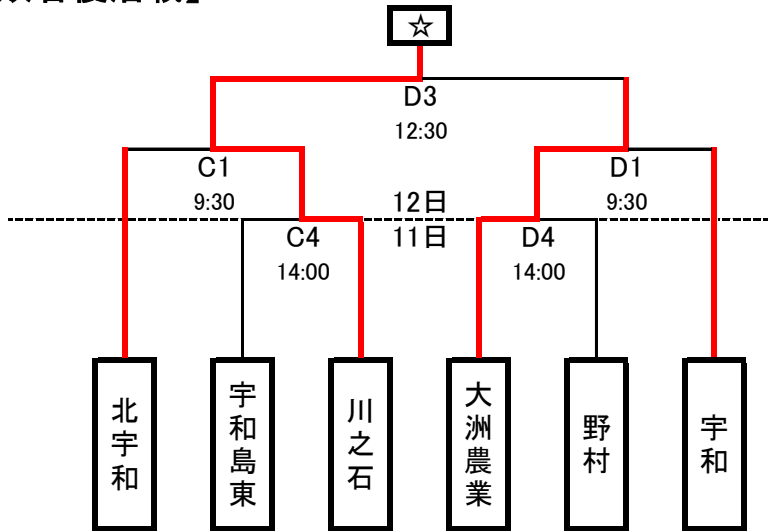 ☆
D3
12:30
C1
D1
9:30
12日
9:30
C4
11日
D4
14:00
14:00
北宇和
宇和島東
川之石
大洲農業
野村
宇和